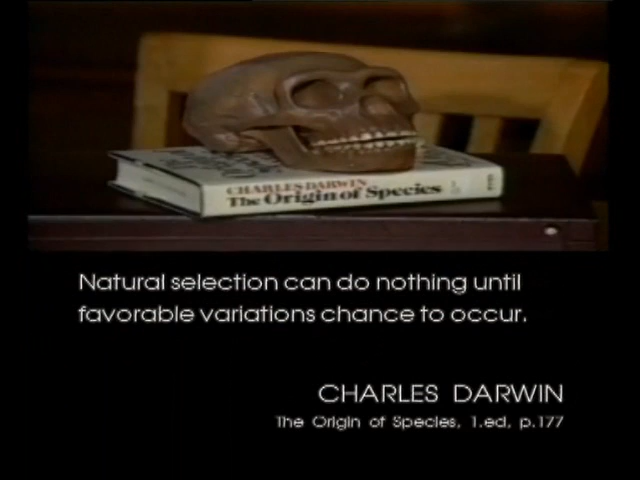 CHARLES DARWIN
The Origin of Species
Natural selection can do nothing until
favorable variations chance to occur.
CHARLES DARWIN
The Origin of Species, 1.ed, p.177